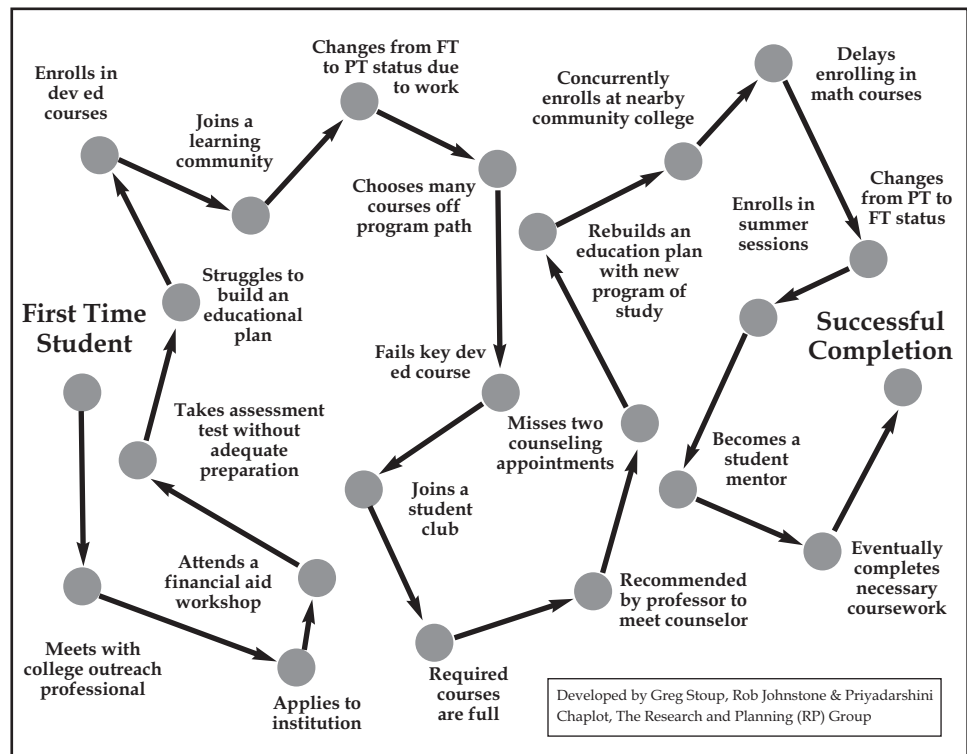 First Time
Student
Meets with
college outreach
professional
Applies to
institution
Attends a
financial aid
workshop
Takes assessment
test without
adequate
preparation
Struggles to
build an
educational
plan
Enrolls in
dev ed
courses
Joins a
learning
community
Changes from FT
to PT status due
to work
Chooses many
courses off
program path
Fails key dev
ed course
Joins a
student
club
Required
courses
are full
Recommended
by professor to
meet counselor
Misses two
counseling
appointments
Rebuilds an
education plan
with new
program of
study
Concurrently
enrolls at nearby
community college
Delays
enrolling in
math courses
Changes
from PT to
FT status
Enrolls in
summer
sessions
Becomes a
student
mentor
Eventually
completes
necessary
coursework
Successful
Completion
Developed by Greg Stoup, Rob Johnstone & Priyadarshini
Chaplot, The Research and Planning (RP) Group